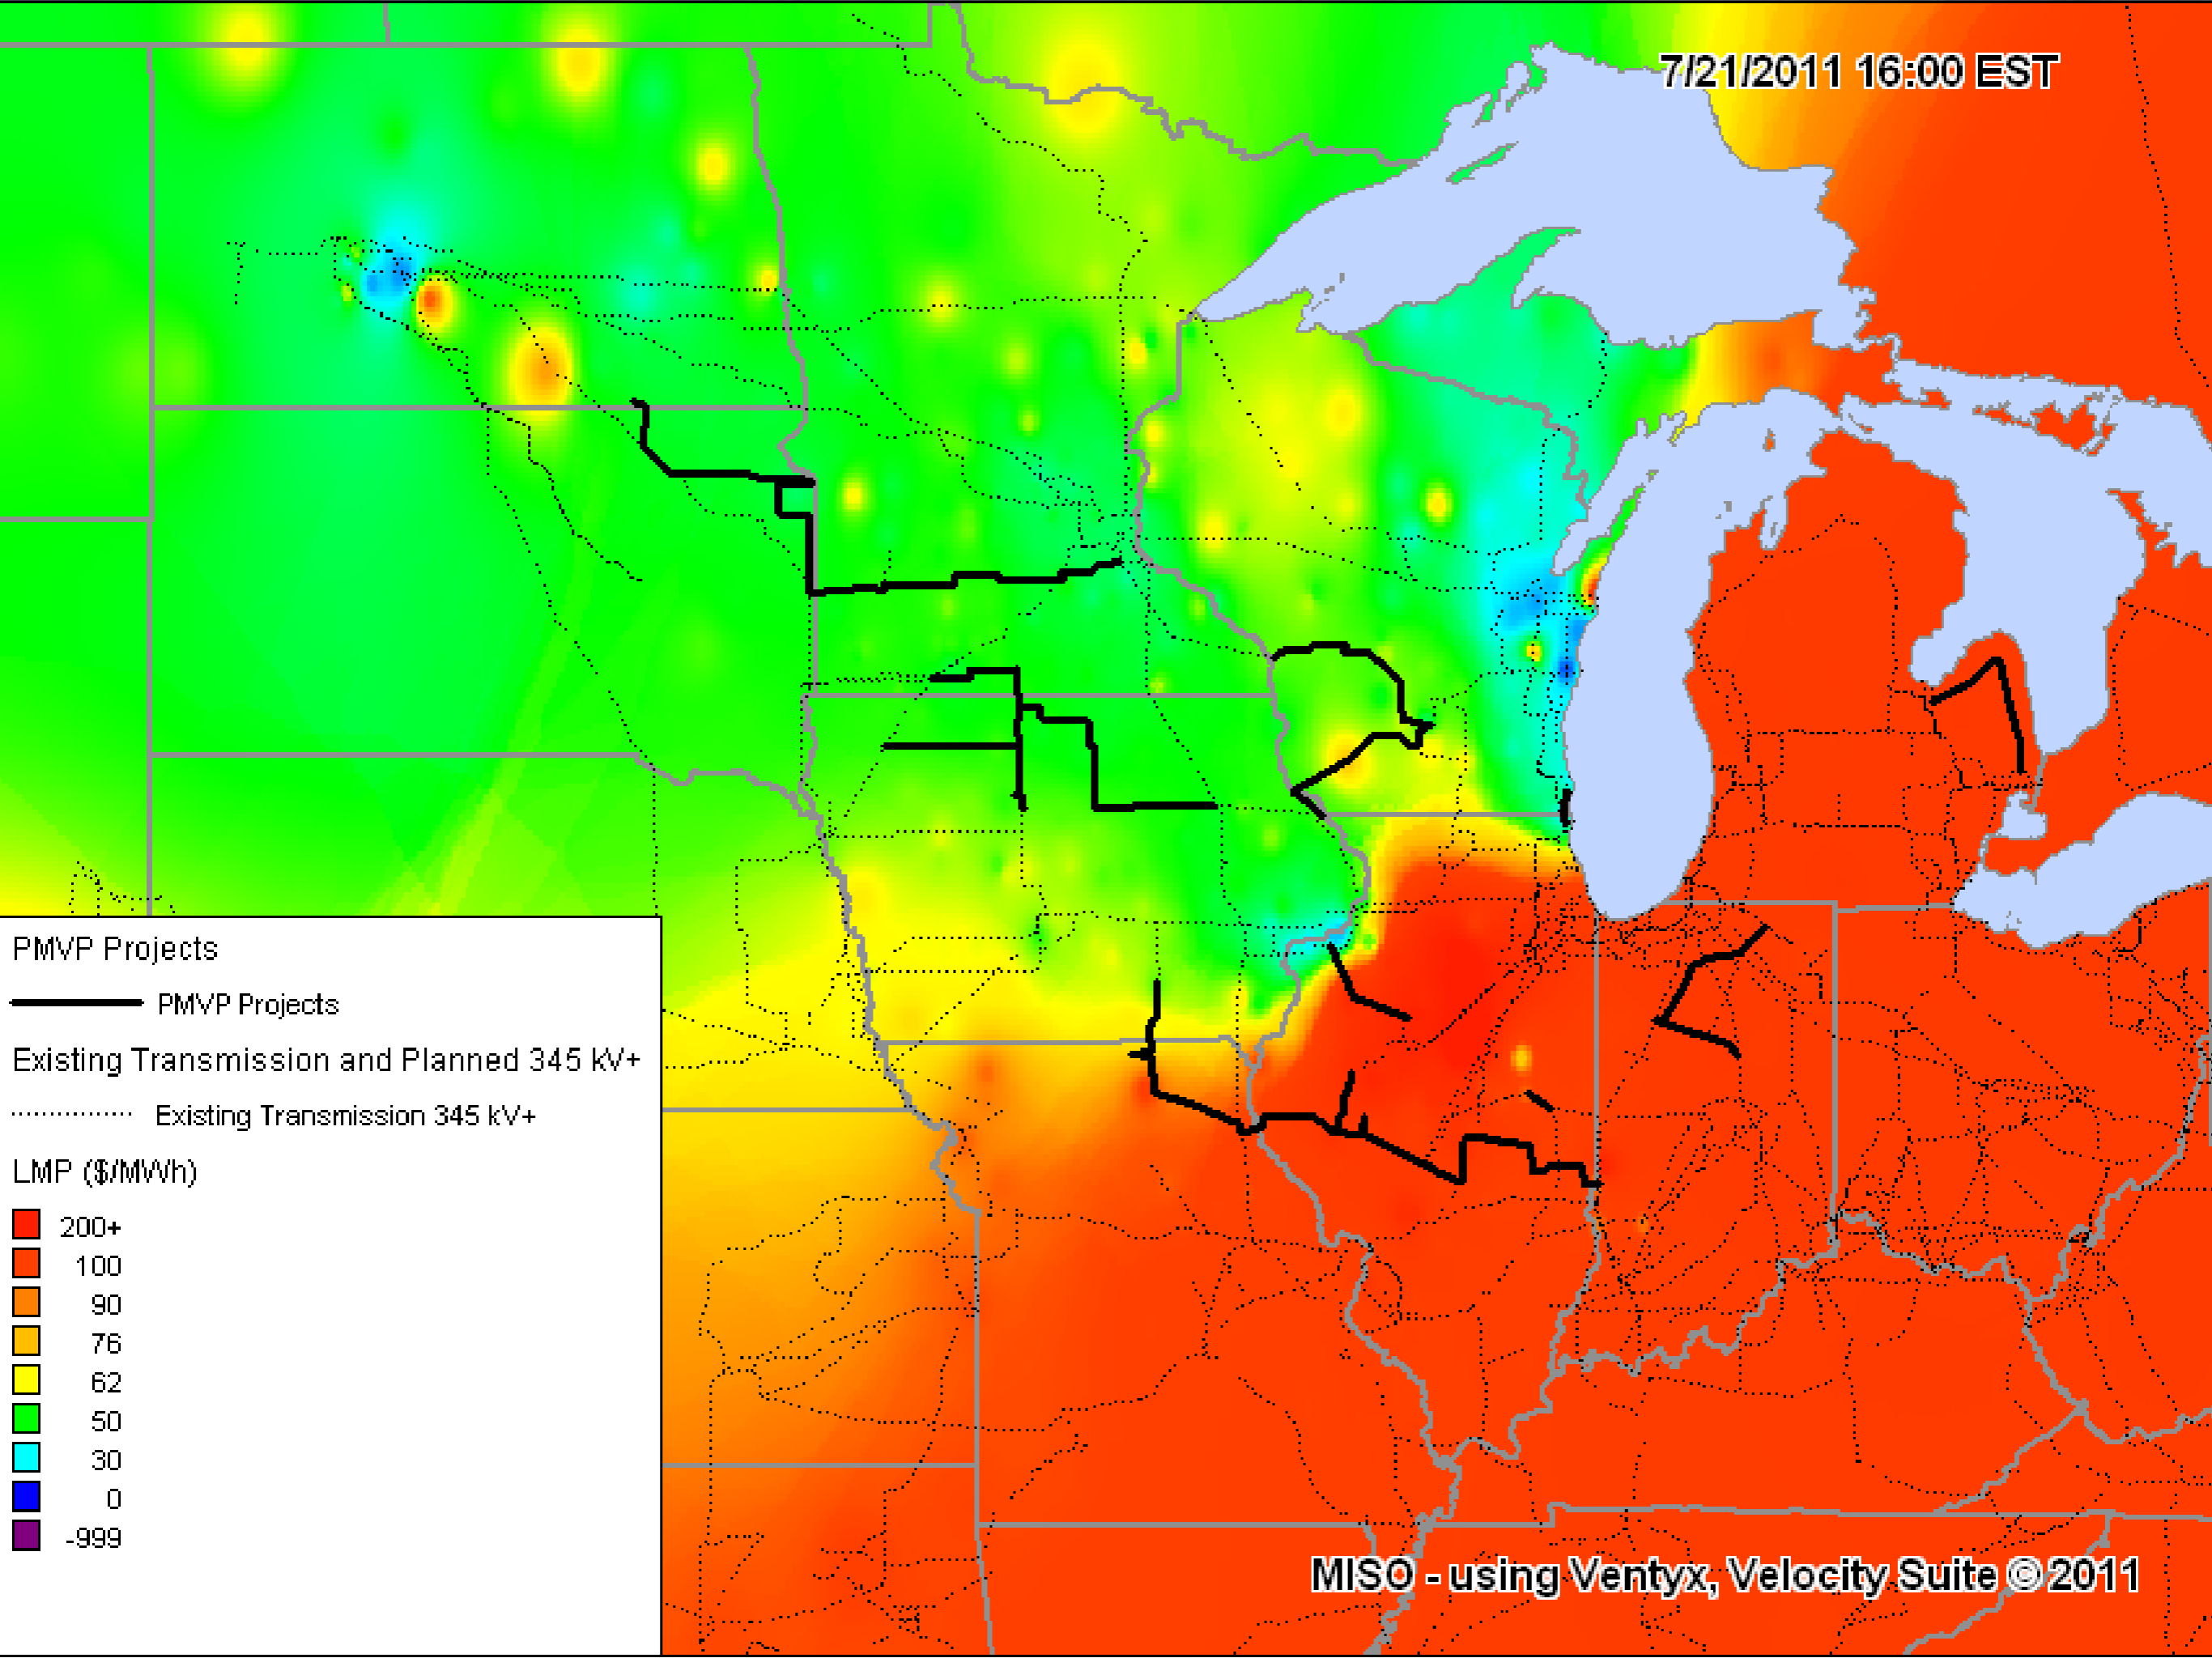 7/21/2011 16:00 EST
PMVP Projects
PMVP Projects
Existing Transmission and Planned 345 kV+
Existing Transmission 345 kV+
LMP ($/MWh)
200+
100
90
76
62
50
30
0
-999
MISO - using Ventyx, Velocity Suite © 2011